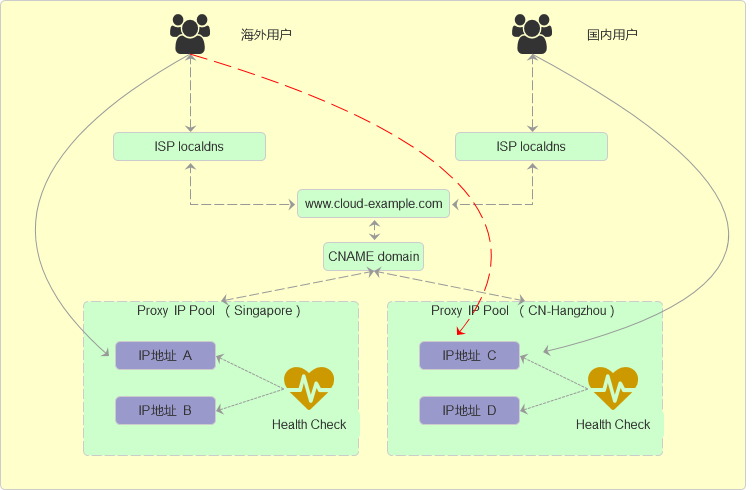 海外用户
国内用户
ISP localdns
ISP localdns
www.cloud-example.com
CNAME domain
Proxy IP Pool （ Singapore ）
Proxy IP Pool （ CN-Hangzhou ）
IP地址 A
IP地址 C
IP地址 B
IP地址 D
Health Check
Health Check